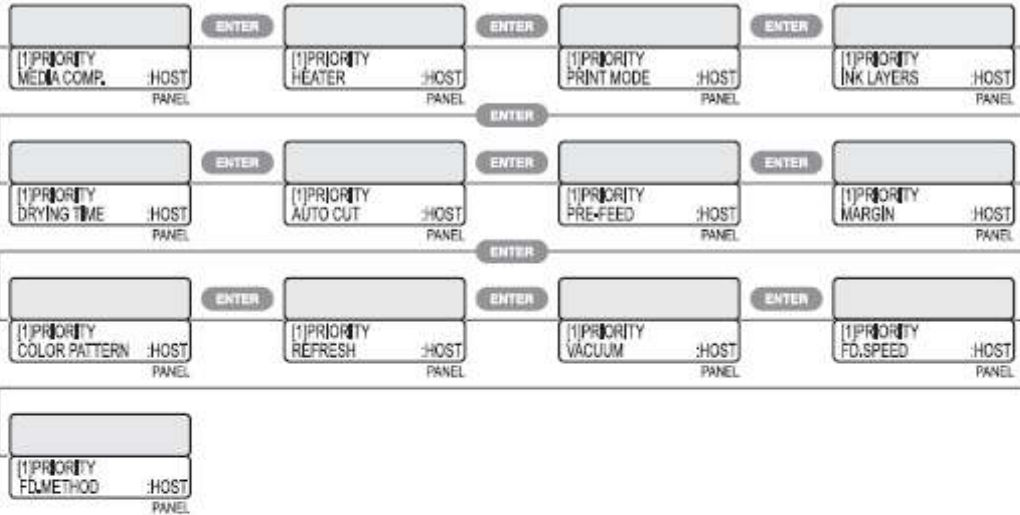 ENTER ENTER ENTER
[1]PRIORITY [1]PRIORITY [1]PRIORITY [1]PRIORITY
MEDIA COMP. :HOST HEATER :HOST PRINT MODE :HOST INK LAYERS :HOST
PANEL PANEL PANEL PANEL
ENTER
ENTER ENTER ENTER
[1]PRIORITY [1]PRIORITY [1]PRIORITY [1]PRIORITY
DRYING TIME :HOST AUTO CUT :HOST PRE-FEED :HOST MARGIN :HOST
PANEL PANEL PANEL PANEL
ENTER
ENTER ENTER ENTER
[1]PRIORITY [1]PRIORITY [1]PRIORITY [1]PRIORITY
COLOR PATTERN :HOST REFRESH :HOST VACUUM :HOST FD.SPEED :HOST
PANEL PANEL PANEL PANEL
[1]PRIORITY
FD.METHOD :HOST
PANEL